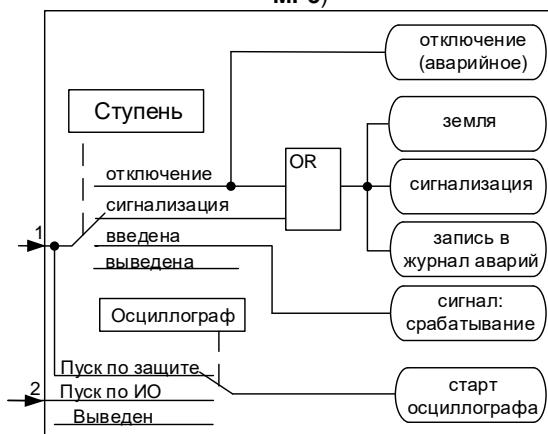 отключение
(аварийное)
Ступень
земля
OR
отключение
сигнализация
сигнализация
1
введена
выведена
запись в
журнал аварий
Осциллограф
сигнал:
срабатывание
Пуск по защите
2
Пуск по ИО
Выведен
старт
осциллографа